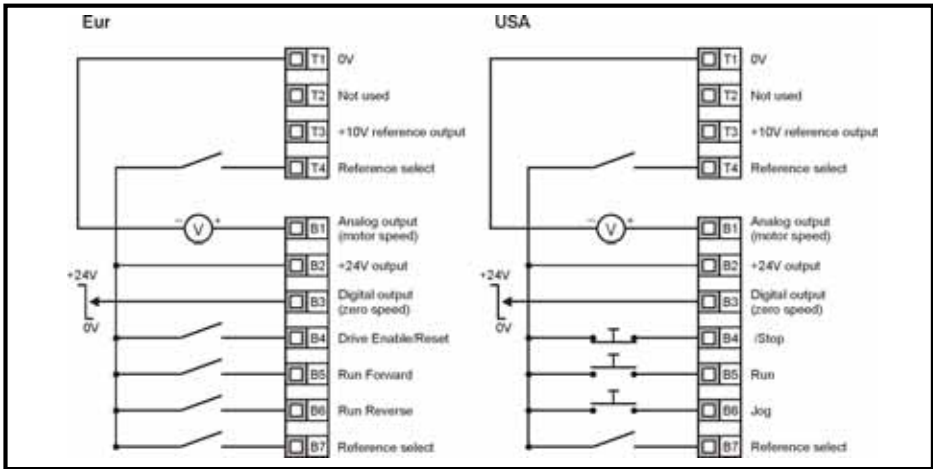 Eur
T1 0V
T2 Not used
T3 +10V reference output
T4 Reference select
− V +
B1 Analog output
(motor speed)
B2 +24V output
+24V
B3 Digital output
(zero speed)
0V
B4 Drive Enable/Reset
B5 Run Forward
B6 Run Reverse
B7 Reference select
USA
T1 0V
T2 Not used
T3 +10V reference output
T4 Reference select
− V +
B1 Analog output
(motor speed)
B2 +24V output
+24V
B3 Digital output
(zero speed)
0V
B4 /Stop
B5 Run
B6 Jog
B7 Reference select